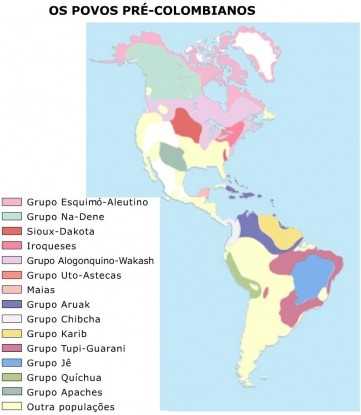 OS POVOS PRÉ-COLOMBIANOS
Grupo Esquimó-Aleutino
Grupo Na-Dene
Sioux-Dakota
Iroqueses
Grupo Alogonquino-Wakash
Grupo Uto-Astecas
Maias
Grupo Aruak
Grupo Chibcha
Grupo Karib
Grupo Tupi-Guarani
Grupo Jê
Grupo Quíchua
Grupo Apaches
Outra populações